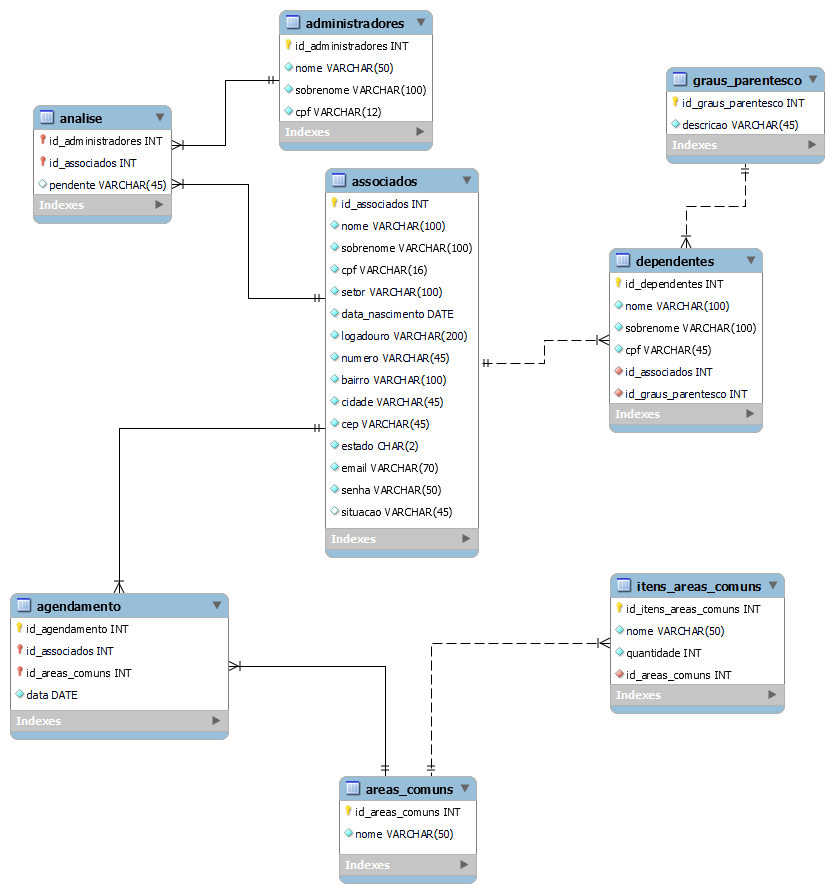 administradores
id_administradores INT
nome VARCHAR(50)
sobrenome VARCHAR(100)
cpf VARCHAR(12)
Indexes
graus_parentesco
id_graus_parentesco INT
descricao VARCHAR(45)
Indexes
analise
id_administradores INT
id_associados INT
pendente VARCHAR(45)
Indexes
associados
id_associados INT
nome VARCHAR(100)
sobrenome VARCHAR(100)
cpf VARCHAR(16)
setor VARCHAR(100)
data_nascimento DATE
logadouro VARCHAR(200)
numero VARCHAR(45)
bairro VARCHAR(100)
cidade VARCHAR(45)
cep VARCHAR(45)
estado CHAR(2)
email VARCHAR(70)
senha VARCHAR(50)
situacao VARCHAR(45)
Indexes
dependentes
id_dependentes INT
nome VARCHAR(100)
sobrenome VARCHAR(100)
cpf VARCHAR(45)
id_associados INT
id_graus_parentesco INT
Indexes
agendamento
id_agendamento INT
id_associados INT
id_areas_comuns INT
data DATE
Indexes
itens_areas_comuns
id_itens_areas_comuns INT
nome VARCHAR(50)
quantidade INT
id_areas_comuns INT
Indexes
areas_comuns
id_areas_comuns INT
nome VARCHAR(50)
Indexes